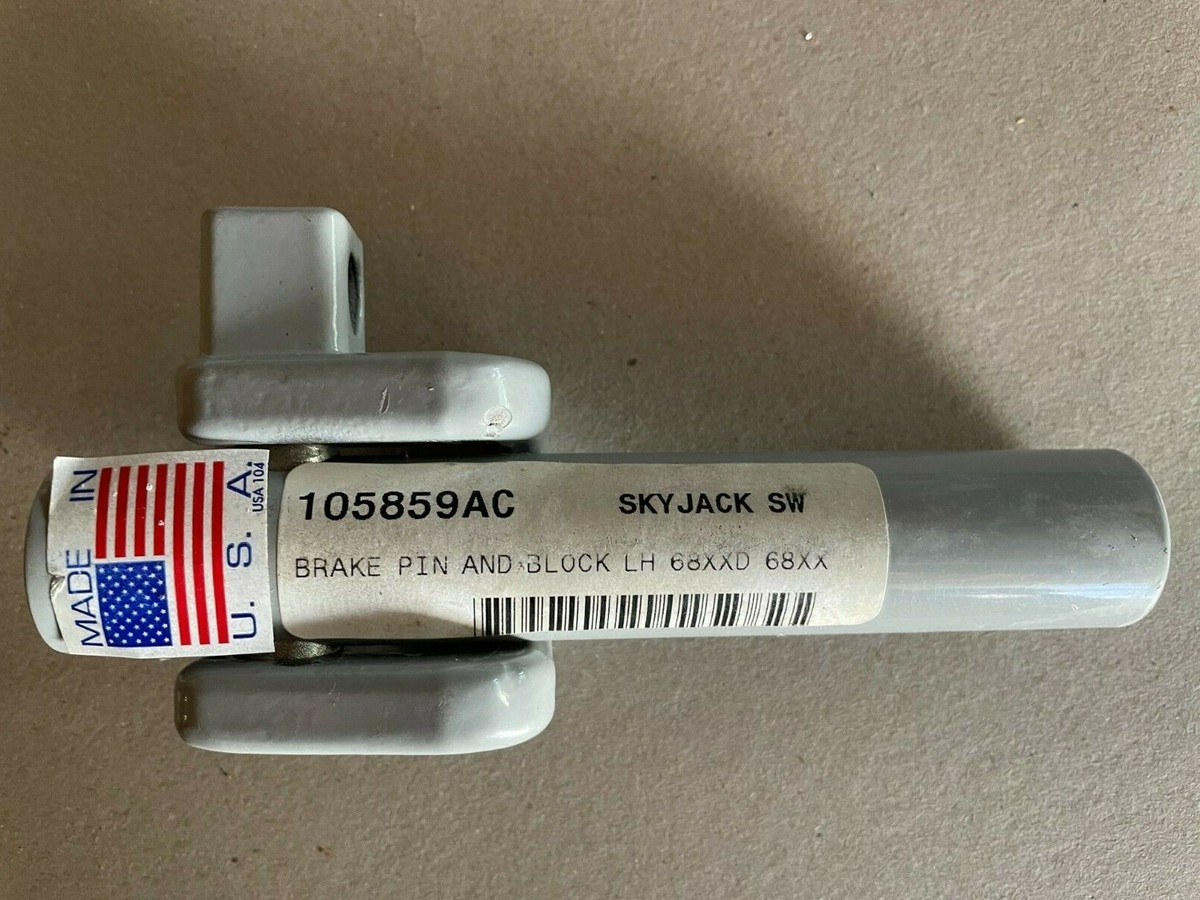 MADE IN
U. S. A.
USA 104
105859AC SKYJACK SW
BRAKE PIN AND BLOCK LH 68XXD 68XX